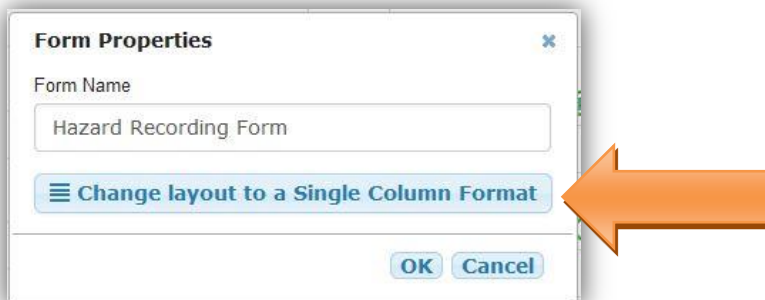 Form Properties
Form Name
Hazard Recording Form
Change layout to a Single Column Format
OK Cancel